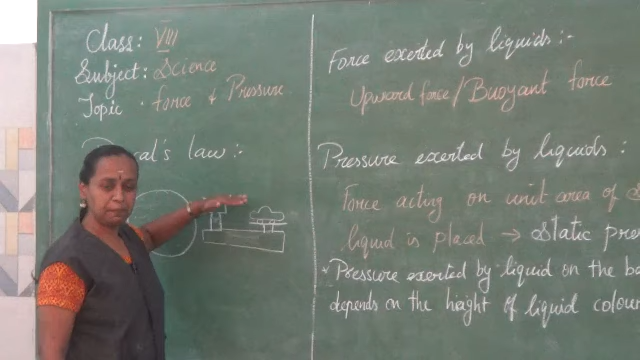 Class: VIII
Subject: Science
Topic : force & Pressure
law :-
Force exerted by liquids :-
Upward force/Buoyant force
Pressure exerted by liquids :
Force acting on unit area of
liquid is placed → Static
* Pressure exerted by liquid on the
depends on the height of liquid